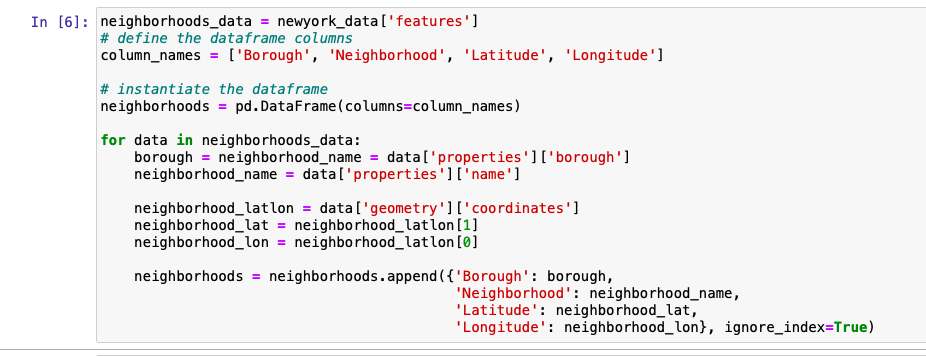 In [6]: neighborhoods_data = newyork_data['features']
# define the dataframe columns
column_names = ['Borough', 'Neighborhood', 'Latitude', 'Longitude']

# instantiate the dataframe
neighborhoods = pd.DataFrame(columns=column_names)

for data in neighborhoods_data:
    borough = neighborhood_name = data['properties']['borough']
    neighborhood_name = data['properties']['name']

    neighborhood_latlon = data['geometry']['coordinates']
    neighborhood_lat = neighborhood_latlon[1]
    neighborhood_lon = neighborhood_latlon[0]

    neighborhoods = neighborhoods.append({'Borough': borough,
                                          'Neighborhood': neighborhood_name,
                                          'Latitude': neighborhood_lat,
                                          'Longitude': neighborhood_lon}, ignore_index=True)